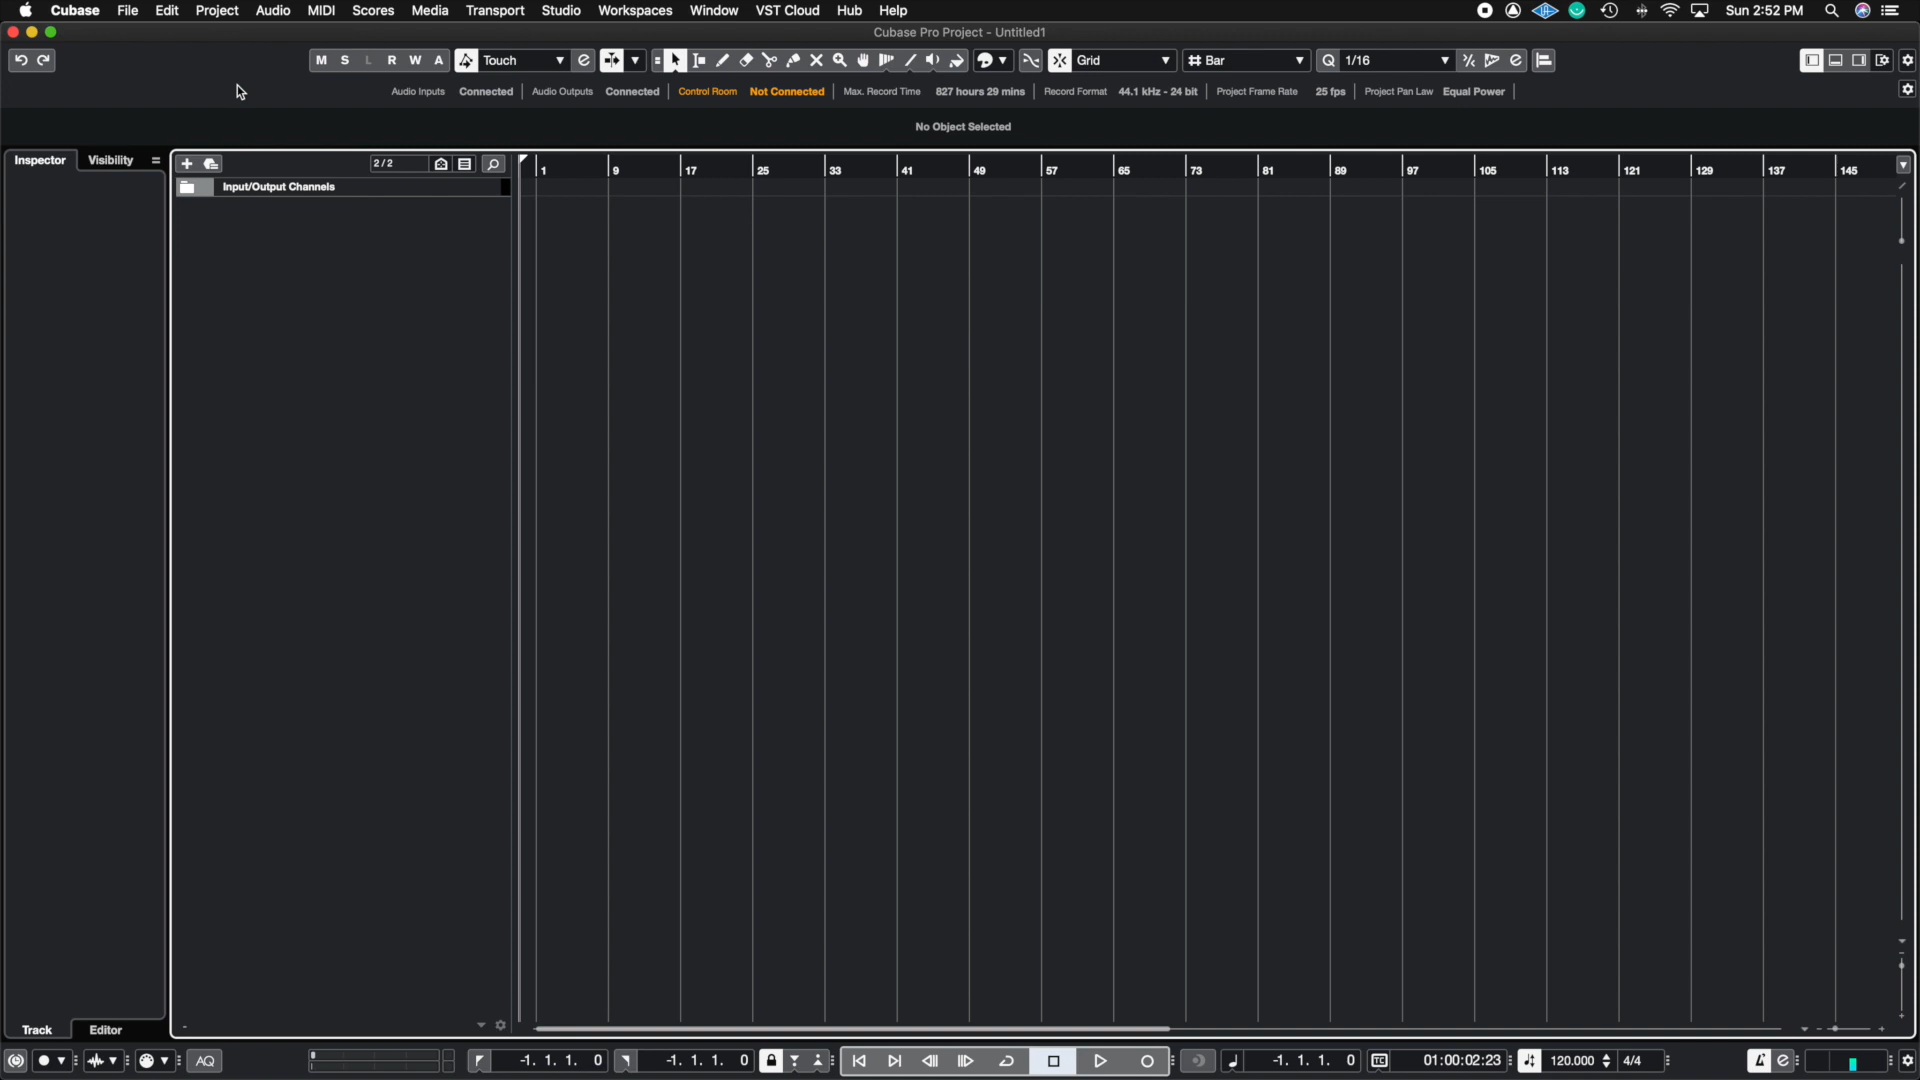 Cubase File Edit Project Audio MIDI Scores Media Transport Studio Workspaces Window VST Cloud Hub Help Sun 2:52 PM
Cubase Pro Project - Untitled1
M S L R W A Touch Grid Bar Q 1/16
Audio Inputs Connected Audio Outputs Connected Control Room Not Connected Max. Record Time 827 hours 29 mins Record Format 44.1 kHz - 24 bit Project Frame Rate 25 fps Project Pan Law Equal Power
No Object Selected
Inspector Visibility 2/2
1 9 17 25 33 41 49 57 65 73 81 89 97 105 113 121 129 137 145
Input/Output Channels
Track Editor
AQ -1. 1. 1. 0 -1. 1. 1. 0 -1. 1. 1. 0 TC 01:00:02:23 120.000 4/4